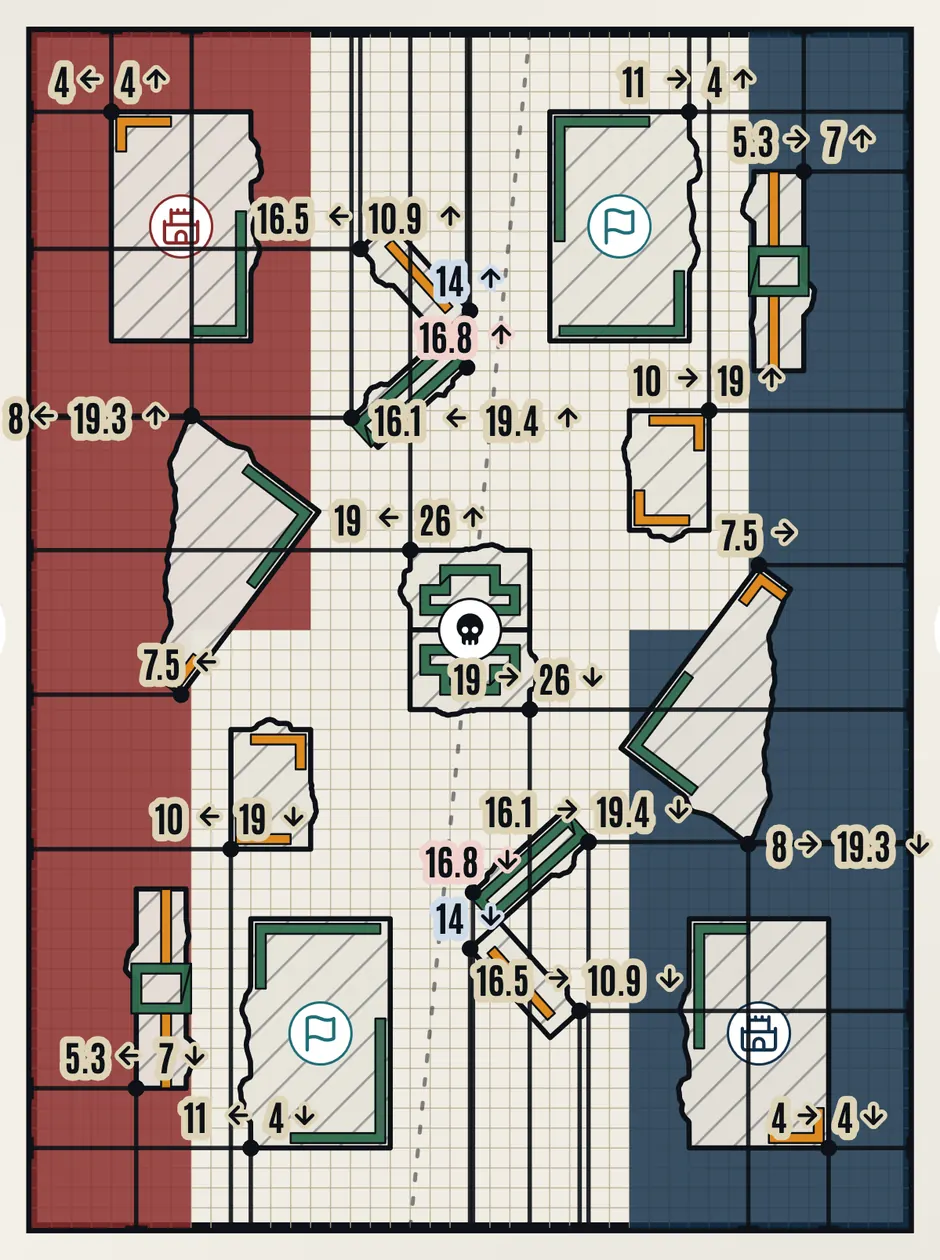 4← 4↑
11 → 4↑
5.3→ 7↑
16.5 ← 10.9 ↑
14 ↑
16.8 ↑
10 → 19 ↑
8← 19.3 ↑
16.1 ← 19.4 ↑
19 ← 26 ↑
7.5 →
7.5 ←
19 → 26 ↓
10 ← 19 ↓
16.1 → 19.4 ↓
8→ 19.3 ↓
16.8 ↓
14 ↓
16.5 → 10.9 ↓
5.3 ← 7 ↓
11 ← 4↓
4→ 4↓